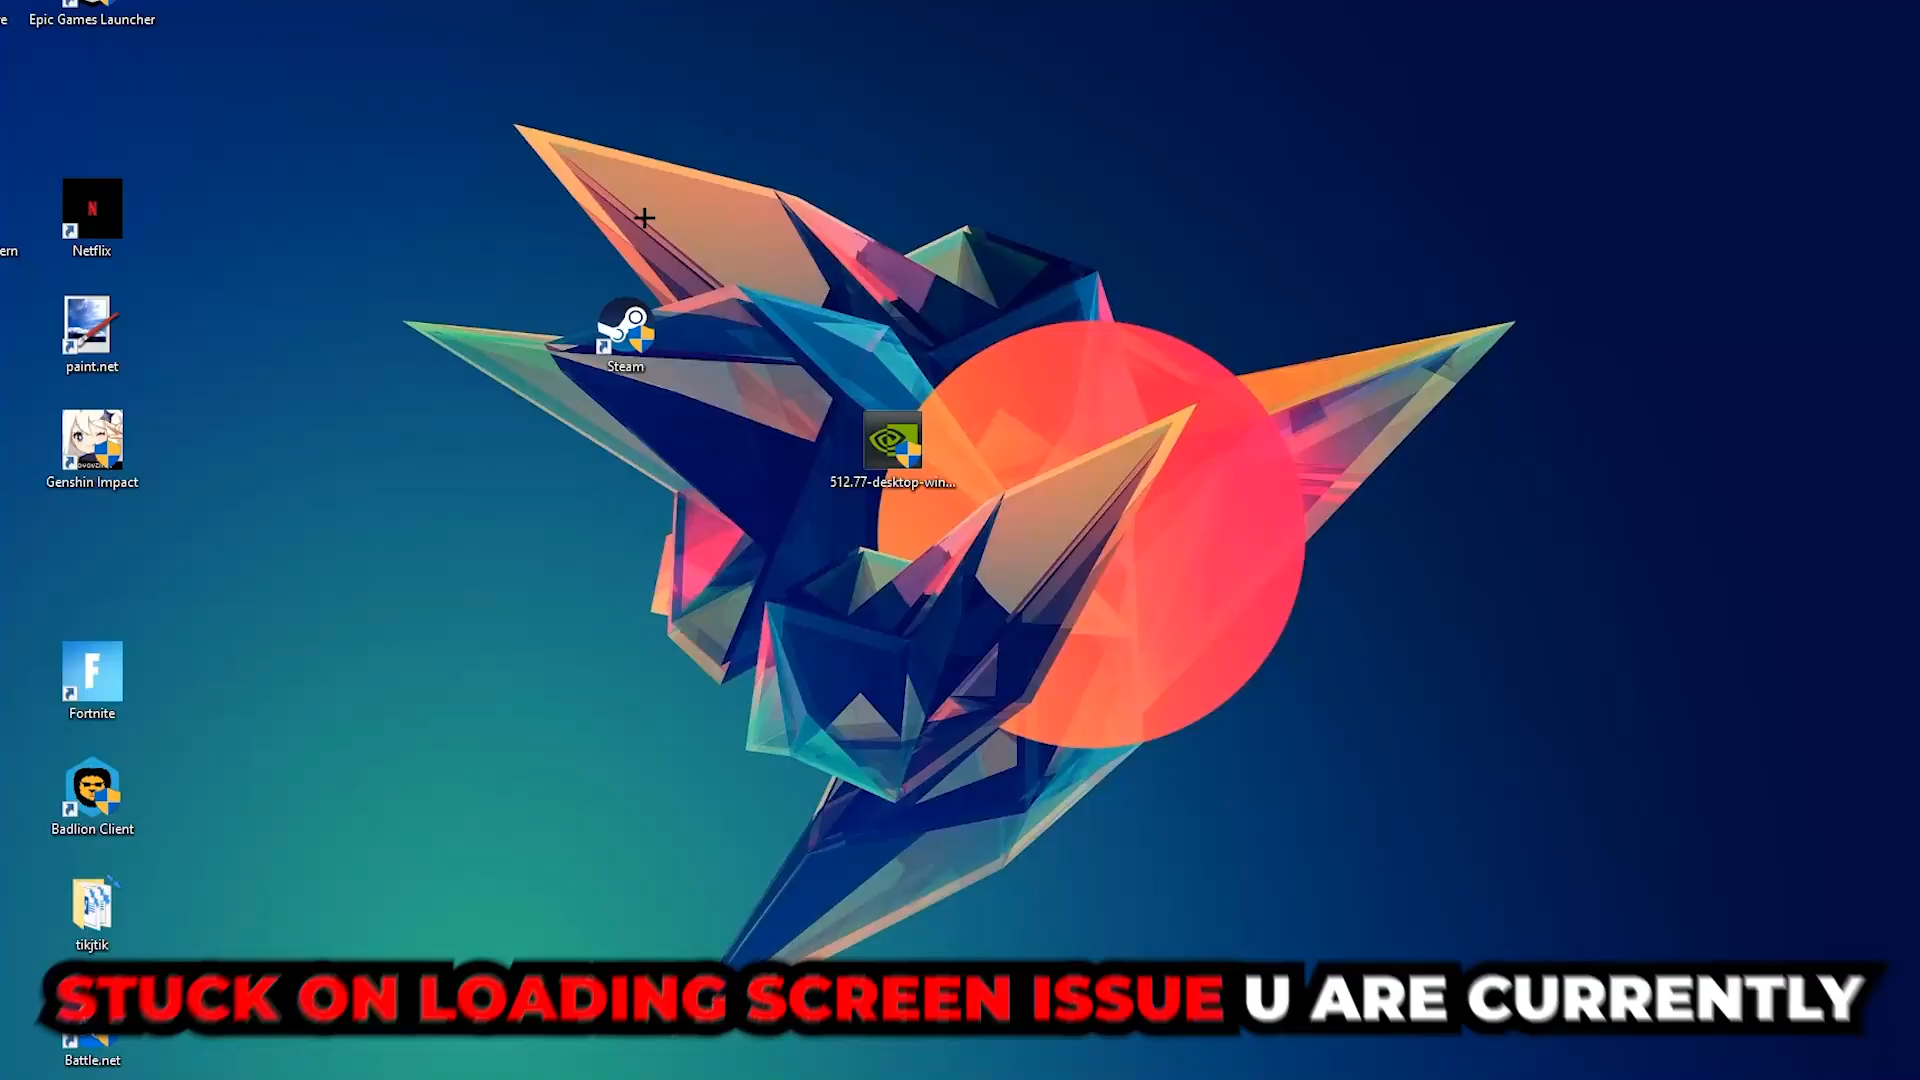 Epic Games Launcher
N
Netflix
ern
paint.net
Steam
Genshin Impact
512.77-desktop-win...
F
Fortnite
Badlion Client
tikjtik
STUCK ON LOADING SCREEN ISSUE U ARE CURRENTLY
Battle.net